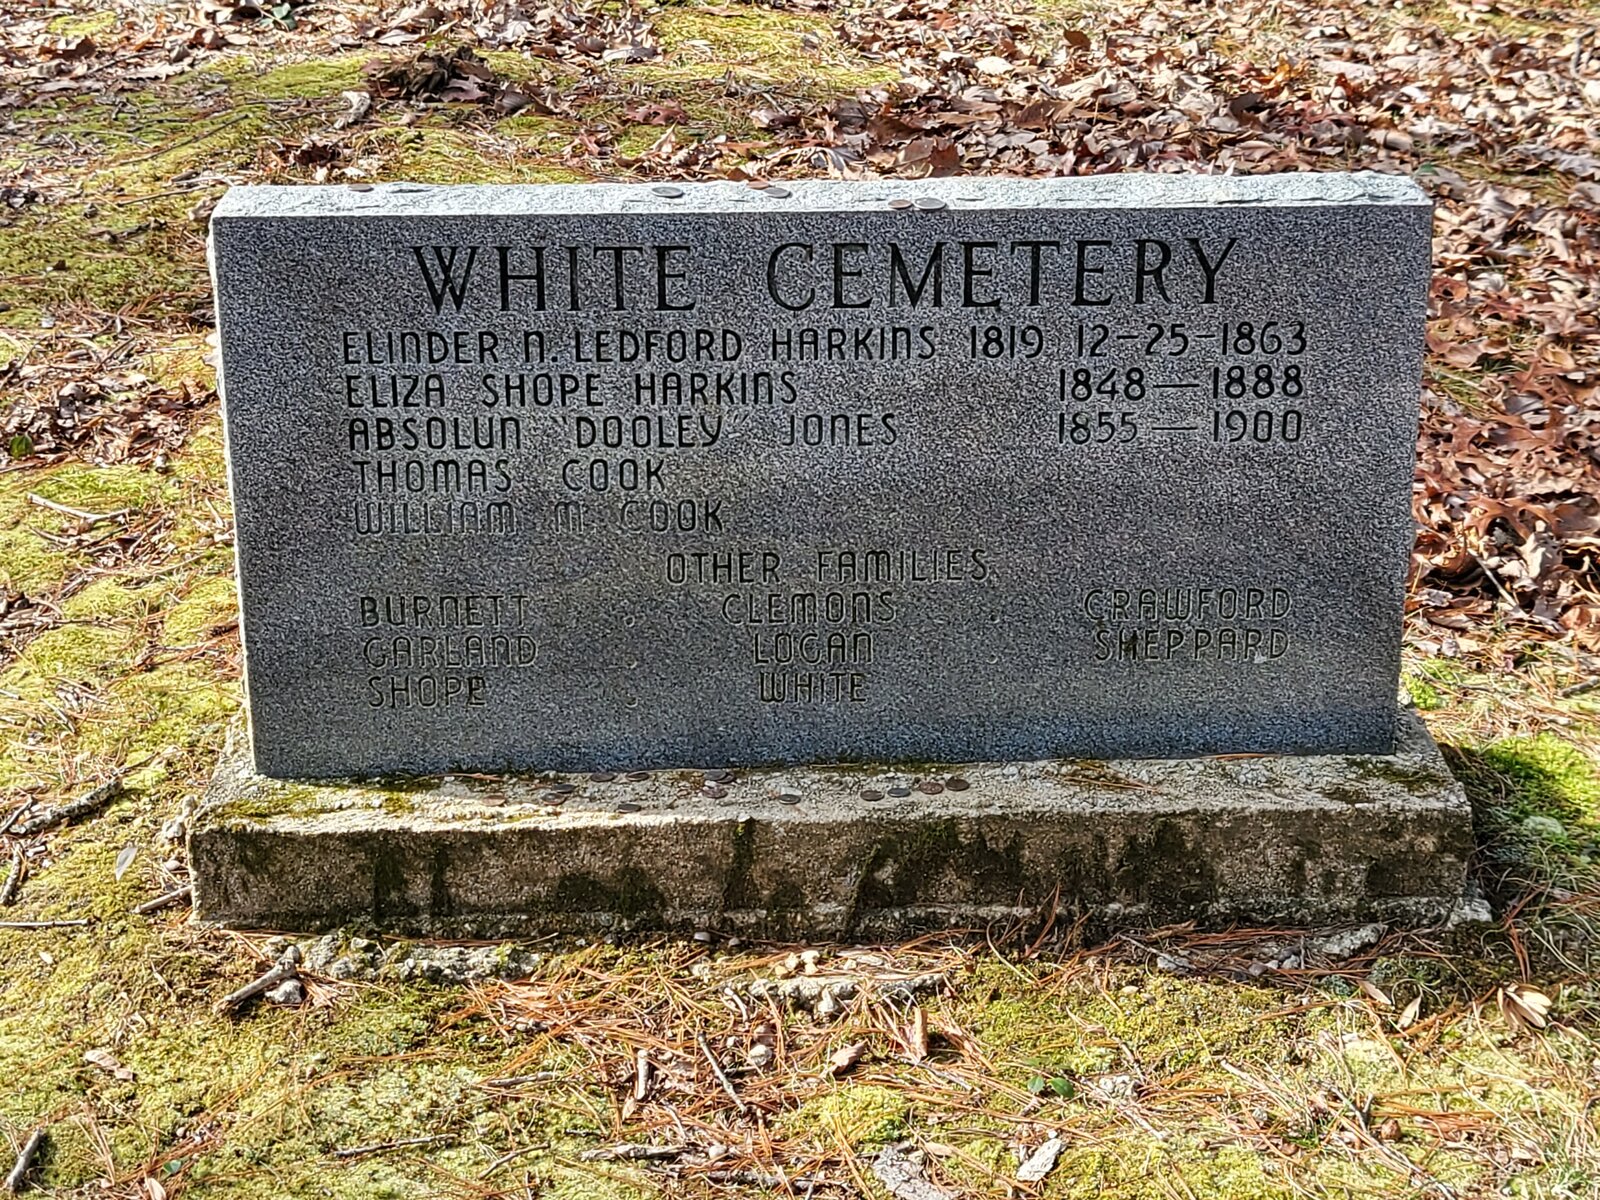 WHITE CEMETERY
ELINDER N. LEDFORD HARKINS 1819 12-25-1863
ELIZA SHOPE HARKINS 1848—1888
ABSOLUN "DOOLEY" JONES 1855—1900
THOMAS COOK
WILLIAM M COOK
OTHER FAMILIES
BURNETT CLEMONS CRAWFORD
GARLAND LOGAN SHEPPARD
SHOPE WHITE